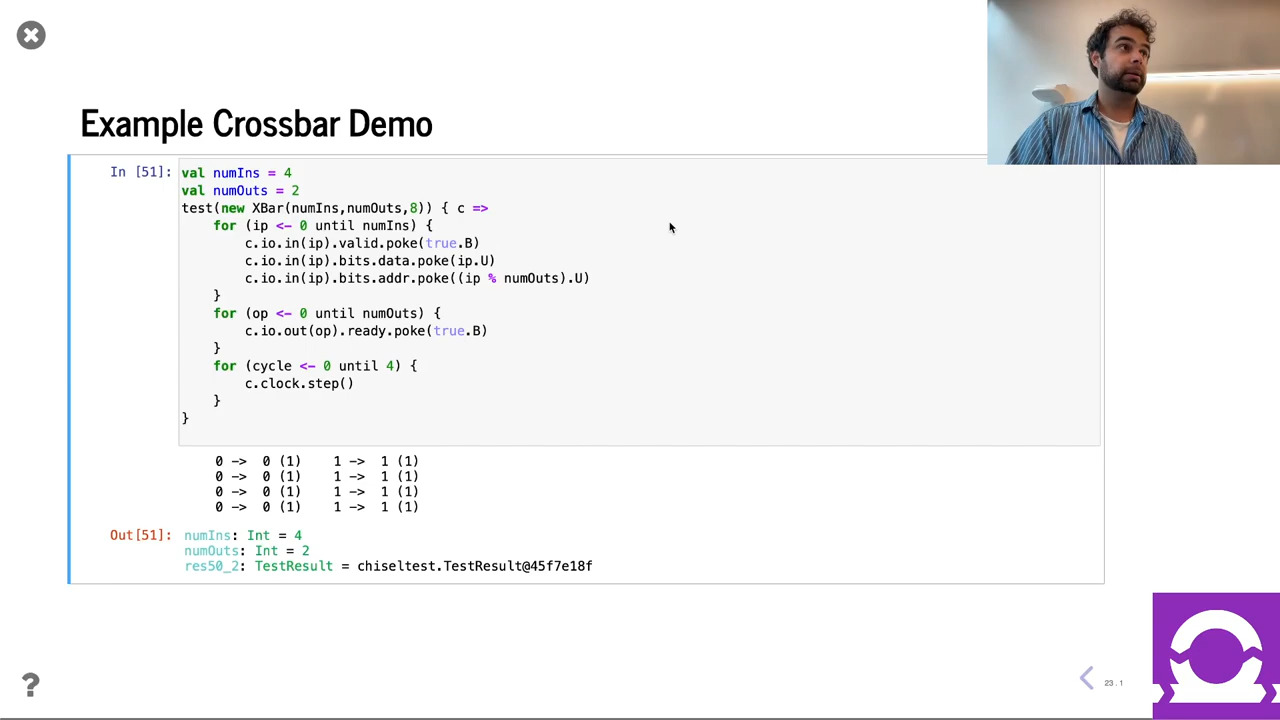 Example Crossbar Demo
In [51]:
val numIns = 4
val numOuts = 2
test(new XBar(numIns,numOuts,8)) { c =>
    for (ip <- 0 until numIns) {
        c.io.in(ip).valid.poke(true.B)
        c.io.in(ip).bits.data.poke(ip.U)
        c.io.in(ip).bits.addr.poke((ip % numOuts).U)
    }
    for (op <- 0 until numOuts) {
        c.io.out(op).ready.poke(true.B)
    }
    for (cycle <- 0 until 4) {
        c.clock.step()
    }
}
0 ->  0 (1)    1 ->  1 (1)
0 ->  0 (1)    1 ->  1 (1)
0 ->  0 (1)    1 ->  1 (1)
0 ->  0 (1)    1 ->  1 (1)
Out[51]:
numIns: Int = 4
numOuts: Int = 2
res50_2: TestResult = chiseltest.TestResult@45f7e18f
?
23.1